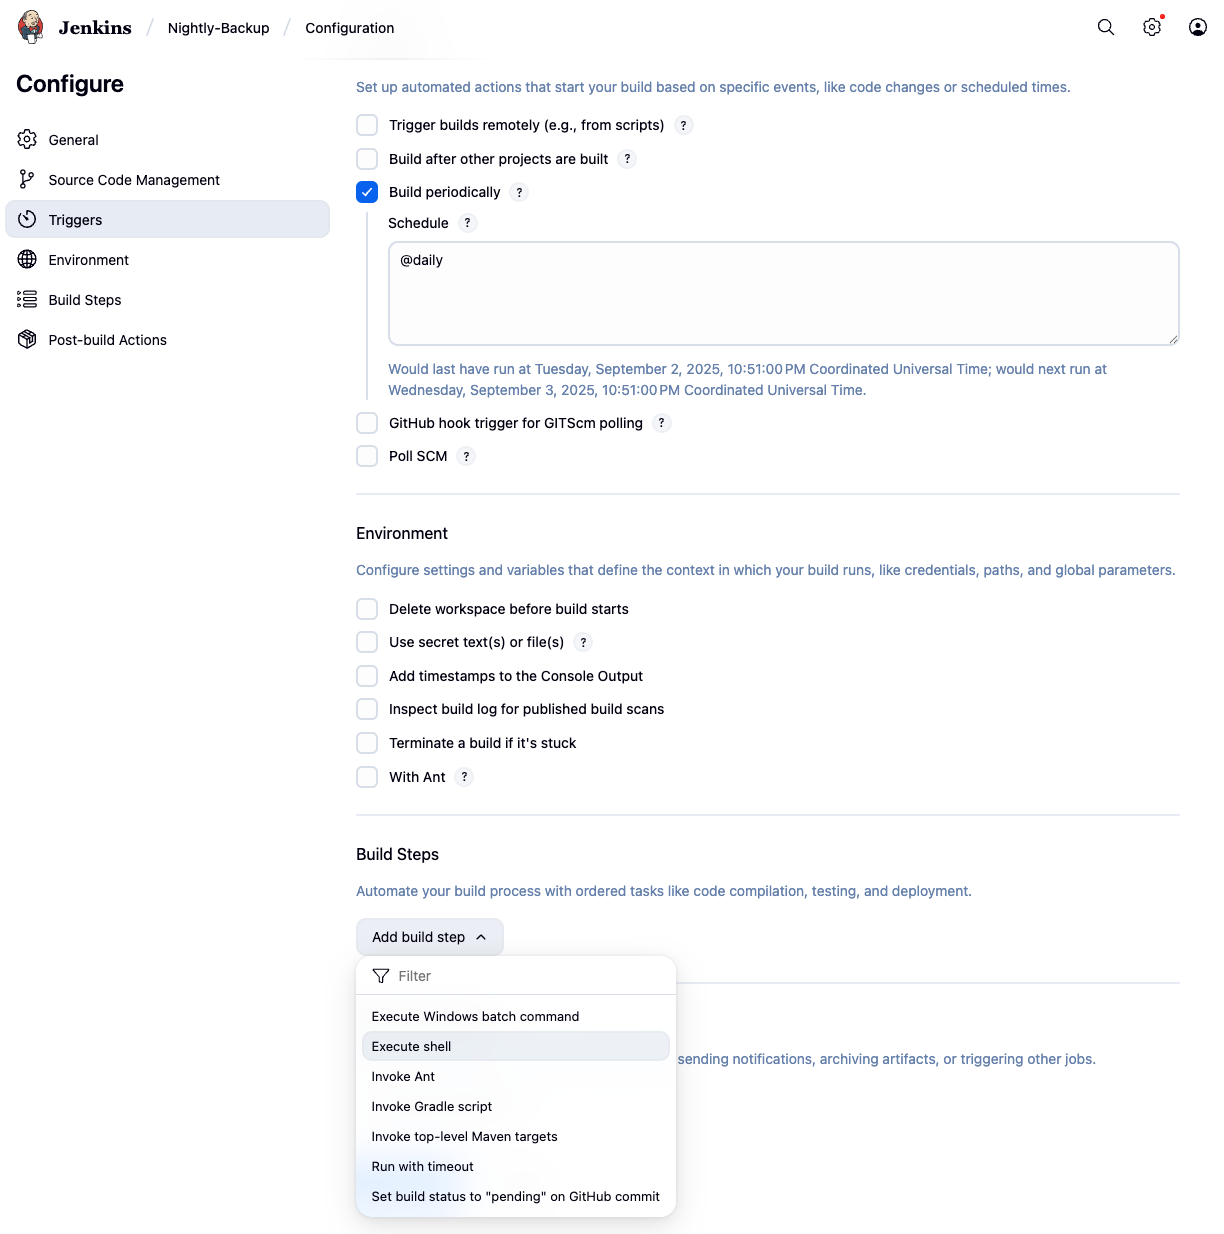 Jenkins / Nightly-Backup / Configuration
Configure
General
Source Code Management
Triggers
Environment
Build Steps
Post-build Actions
Set up automated actions that start your build based on specific events, like code changes or scheduled times.
Trigger builds remotely (e.g., from scripts) ?
Build after other projects are built ?
Build periodically ?
Schedule ?
@daily
Would last have run at Tuesday, September 2, 2025, 10:51:00 PM Coordinated Universal Time; would next run at
Wednesday, September 3, 2025, 10:51:00 PM Coordinated Universal Time.
GitHub hook trigger for GITScm polling ?
Poll SCM ?
Environment
Configure settings and variables that define the context in which your build runs, like credentials, paths, and global parameters.
Delete workspace before build starts
Use secret text(s) or file(s) ?
Add timestamps to the Console Output
Inspect build log for published build scans
Terminate a build if it's stuck
With Ant ?
Build Steps
Automate your build process with ordered tasks like code compilation, testing, and deployment.
Add build step
Filter
Execute Windows batch command
Execute shell
sending notifications, archiving artifacts, or triggering other jobs.
Invoke Ant
Invoke Gradle script
Invoke top-level Maven targets
Run with timeout
Set build status to "pending" on GitHub commit